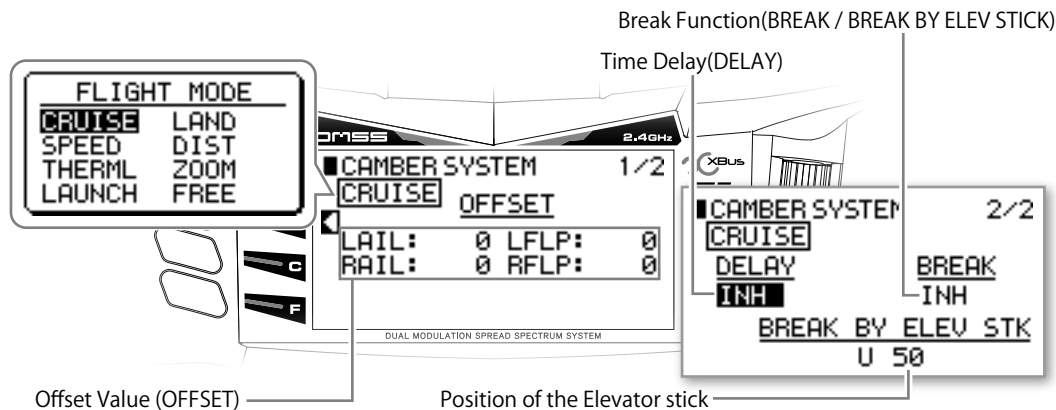 Break Function(BREAK / BREAK BY ELEV STICK)
Time Delay(DELAY)
FLIGHT MODE
CRUISE LAND
SPEED DIST
THERML ZOOM
LAUNCH FREE
DMSS 2.4GHz
XBus
CAMBER SYSTEM 1/2
CRUISE
OFFSET
LAIL: 0 LFLP: 0
RAIL: 0 RFLP: 0
C
F
DUAL MODULATION SPREAD SPECTRUM SYSTEM
CAMBER SYSTEM 2/2
CRUISE
DELAY BREAK
INH INH
BREAK BY ELEV STK
U 50
Offset Value (OFFSET)
Position of the Elevator stick